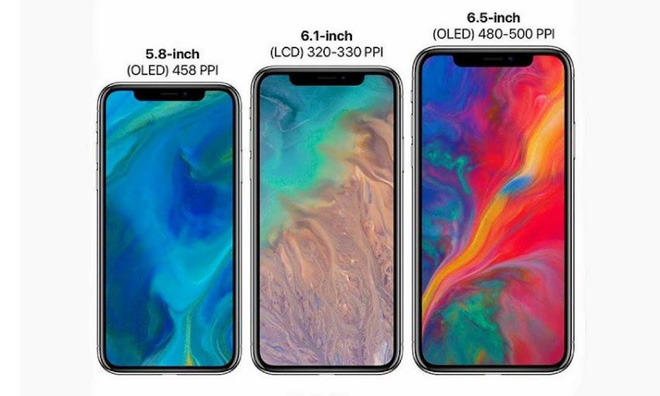 5.8-inch
(OLED) 458 PPI
6.1-inch
(LCD) 320-330 PPI
6.5-inch
(OLED) 480-500 PPI